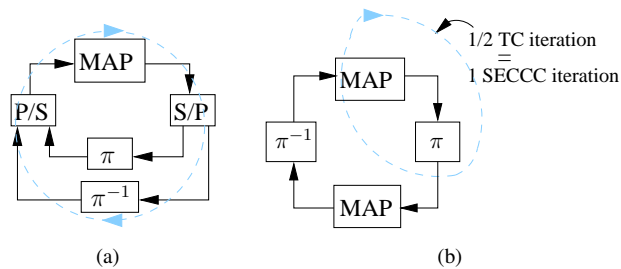 MAP
P/S
S/P
π
π⁻¹
(a)
1/2 TC iteration
=
1 SECCC iteration
MAP
π⁻¹
π
MAP
(b)